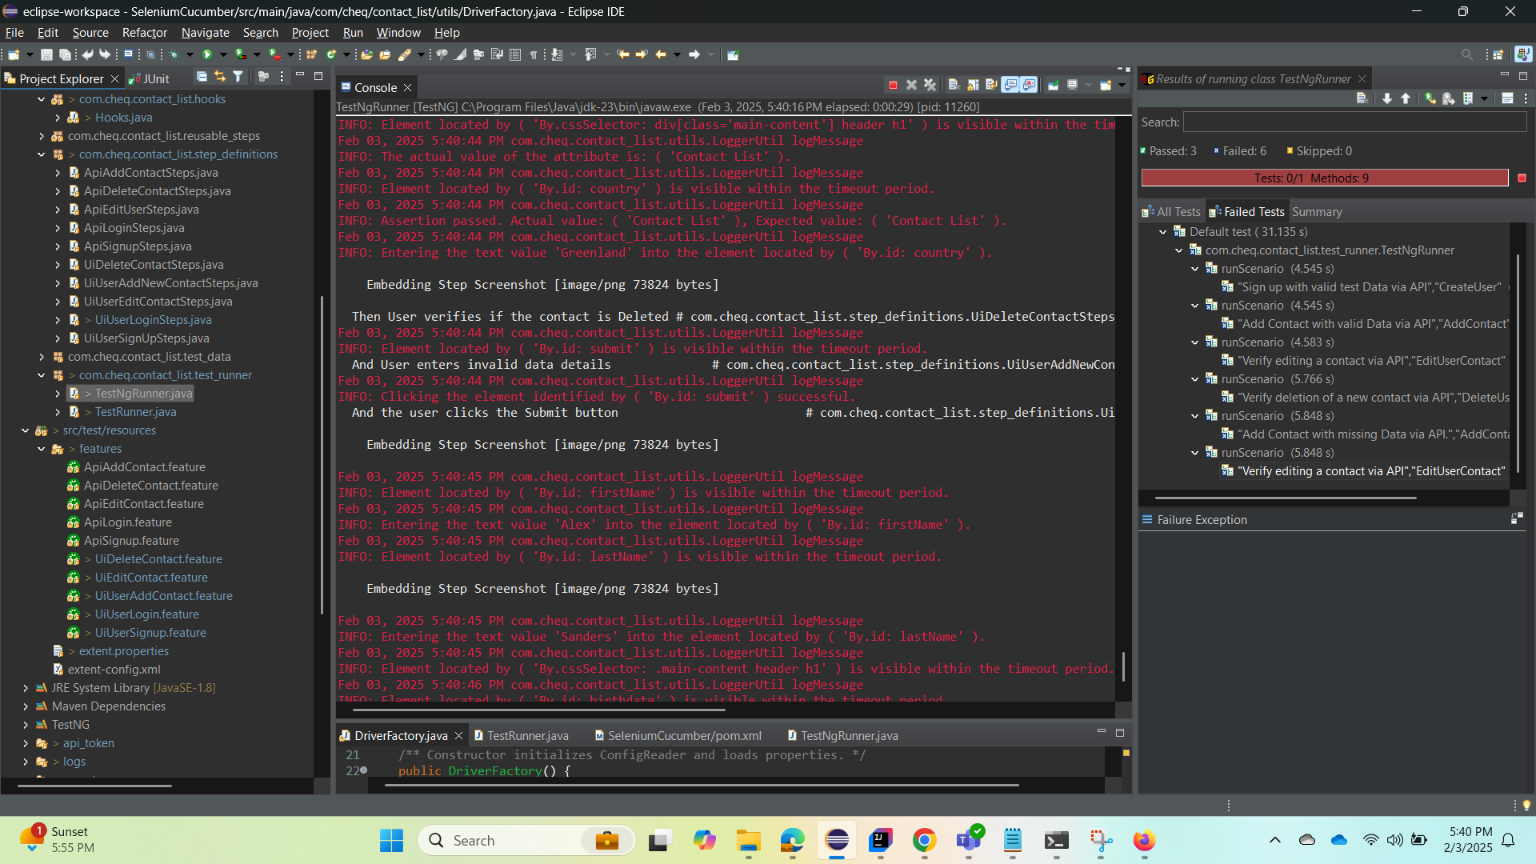 eclipse-workspace - SeleniumCucumber/src/main/java/com/cheq/contact_list/utils/DriverFactory.java - Eclipse IDE
File Edit Source Refactor Navigate Search Project Run Window Help
Project Explorer
JUnit
> com.cheq.contact_list.hooks
> Hooks.java
com.cheq.contact_list.reusable_steps
> com.cheq.contact_list.step_definitions
ApiAddContactSteps.java
ApiDeleteContactSteps.java
ApiEditUserSteps.java
ApiLoginSteps.java
ApiSignupSteps.java
UiDeleteContactSteps.java
UiUserAddNewContactSteps.java
UiUserEditContactSteps.java
> UiUserLoginSteps.java
UiUserSignUpSteps.java
com.cheq.contact_list.test_data
> com.cheq.contact_list.test_runner
> TestNgRunner.java
> TestRunner.java
> src/test/resources
> features
ApiAddContact.feature
ApiDeleteContact.feature
ApiEditContact.feature
ApiLogin.feature
ApiSignup.feature
> UiDeleteContact.feature
> UiEditContact.feature
> UiUserAddContact.feature
> UiUserLogin.feature
> UiUserSignup.feature
> extent.properties
extent-config.xml
JRE System Library [JavaSE-1.8]
Maven Dependencies
TestNG
> api_token
> logs
Console
TestNgRunner [TestNG] C:\Program Files\Java\jdk-23\bin\javaw.exe (Feb 3, 2025, 5:40:16 PM elapsed: 0:00:29) [pid: 11260]
INFO: Element located by ( 'By.cssSelector: div[class='main-content'] header h1' ) is visible within the tim
Feb 03, 2025 5:40:44 PM com.cheq.contact_list.utils.LoggerUtil logMessage
INFO: The actual value of the attribute is: ( 'Contact List' ).
Feb 03, 2025 5:40:44 PM com.cheq.contact_list.utils.LoggerUtil logMessage
INFO: Element located by ( 'By.id: country' ) is visible within the timeout period.
Feb 03, 2025 5:40:44 PM com.cheq.contact_list.utils.LoggerUtil logMessage
INFO: Assertion passed. Actual value: ( 'Contact List' ), Expected value: ( 'Contact List' ).
Feb 03, 2025 5:40:44 PM com.cheq.contact_list.utils.LoggerUtil logMessage
INFO: Entering the text value 'Greenland' into the element located by ( 'By.id: country' ).
Embedding Step Screenshot [image/png 73824 bytes]
Then User verifies if the contact is Deleted # com.cheq.contact_list.step_definitions.UiDeleteContactSteps
Feb 03, 2025 5:40:44 PM com.cheq.contact_list.utils.LoggerUtil logMessage
INFO: Element located by ( 'By.id: submit' ) is visible within the timeout period.
And User enters invalid data details # com.cheq.contact_list.step_definitions.UiUserAddNewCon
Feb 03, 2025 5:40:44 PM com.cheq.contact_list.utils.LoggerUtil logMessage
INFO: Clicking the element identified by ( 'By.id: submit' ) successful.
And the user clicks the Submit button # com.cheq.contact_list.step_definitions.Ui
Embedding Step Screenshot [image/png 73824 bytes]
Feb 03, 2025 5:40:45 PM com.cheq.contact_list.utils.LoggerUtil logMessage
INFO: Element located by ( 'By.id: firstName' ) is visible within the timeout period.
Feb 03, 2025 5:40:45 PM com.cheq.contact_list.utils.LoggerUtil logMessage
INFO: Entering the text value 'Alex' into the element located by ( 'By.id: firstName' ).
Feb 03, 2025 5:40:45 PM com.cheq.contact_list.utils.LoggerUtil logMessage
INFO: Element located by ( 'By.id: lastName' ) is visible within the timeout period.
Embedding Step Screenshot [image/png 73824 bytes]
Feb 03, 2025 5:40:45 PM com.cheq.contact_list.utils.LoggerUtil logMessage
INFO: Entering the text value 'Sanders' into the element located by ( 'By.id: lastName' ).
Feb 03, 2025 5:40:45 PM com.cheq.contact_list.utils.LoggerUtil logMessage
INFO: Element located by ( 'By.cssSelector: .main-content header h1' ) is visible within the timeout period.
Feb 03, 2025 5:40:46 PM com.cheq.contact_list.utils.LoggerUtil logMessage
INFO: Element located by ( 'By.id: birthdate' ) is visible within the timeout period
DriverFactory.java
TestRunner.java
SeleniumCucumber/pom.xml
TestNgRunner.java
21 /** Constructor initializes ConfigReader and loads properties. */
22 public DriverFactory() {
Results of running class TestNgRunner
Search:
Passed: 3 Failed: 6 Skipped: 0
Tests: 0/1 Methods: 9
All Tests Failed Tests Summary
Default test ( 31.135 s)
com.cheq.contact_list.test_runner.TestNgRunner
runScenario (4.545 s)
"Sign up with valid test Data via API","CreateUser"
runScenario (4.545 s)
"Add Contact with valid Data via API","AddContact"
runScenario (4.583 s)
"Verify editing a contact via API","EditUserContact"
runScenario (5.766 s)
"Verify deletion of a new contact via API","DeleteUs
runScenario (5.848 s)
"Add Contact with missing Data via API.","AddConta
runScenario (5.848 s)
"Verify editing a contact via API","EditUserContact"
Failure Exception
1
Sunset
5:55 PM
Search
5:40 PM
2/3/2025